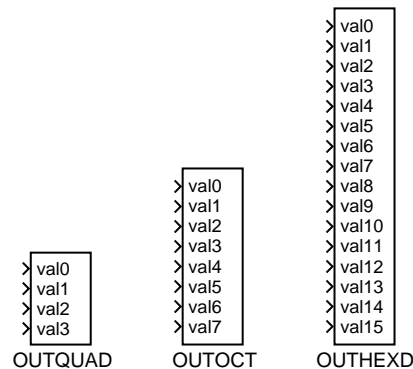 val0
val1
val2
val3
OUTQUAD
val0
val1
val2
val3
val4
val5
val6
val7
OUTOCT
val0
val1
val2
val3
val4
val5
val6
val7
val8
val9
val10
val11
val12
val13
val14
val15
OUTHEXD